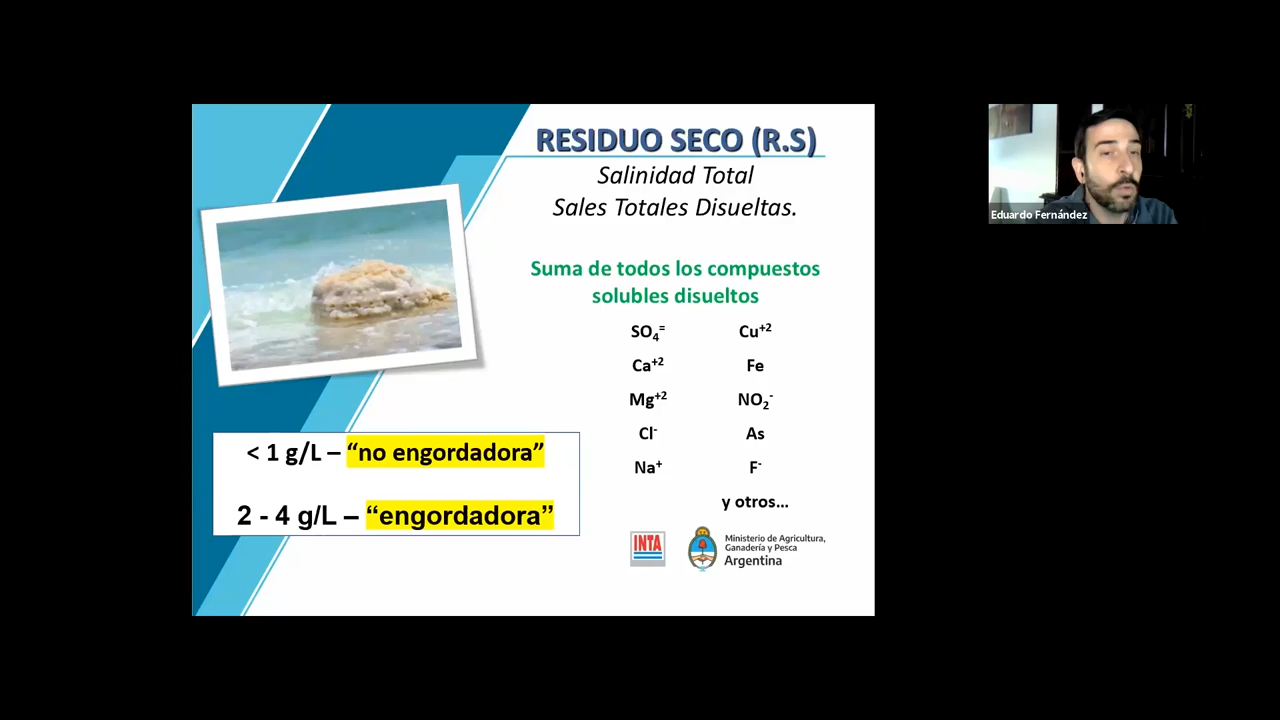 RESIDUO SECO (R.S)
Salinidad Total
Sales Totales Disueltas.
Suma de todos los compuestos
solubles disueltos
SO₄⁼ Cu⁺²
Ca⁺² Fe
Mg⁺² NO₂⁻
Cl⁻ As
Na⁺ F⁻
y otros...
< 1 g/L – “no engordadora”
2 - 4 g/L – “engordadora”
INTA
Ministerio de Agricultura,
Ganadería y Pesca
Argentina
Eduardo Fernández